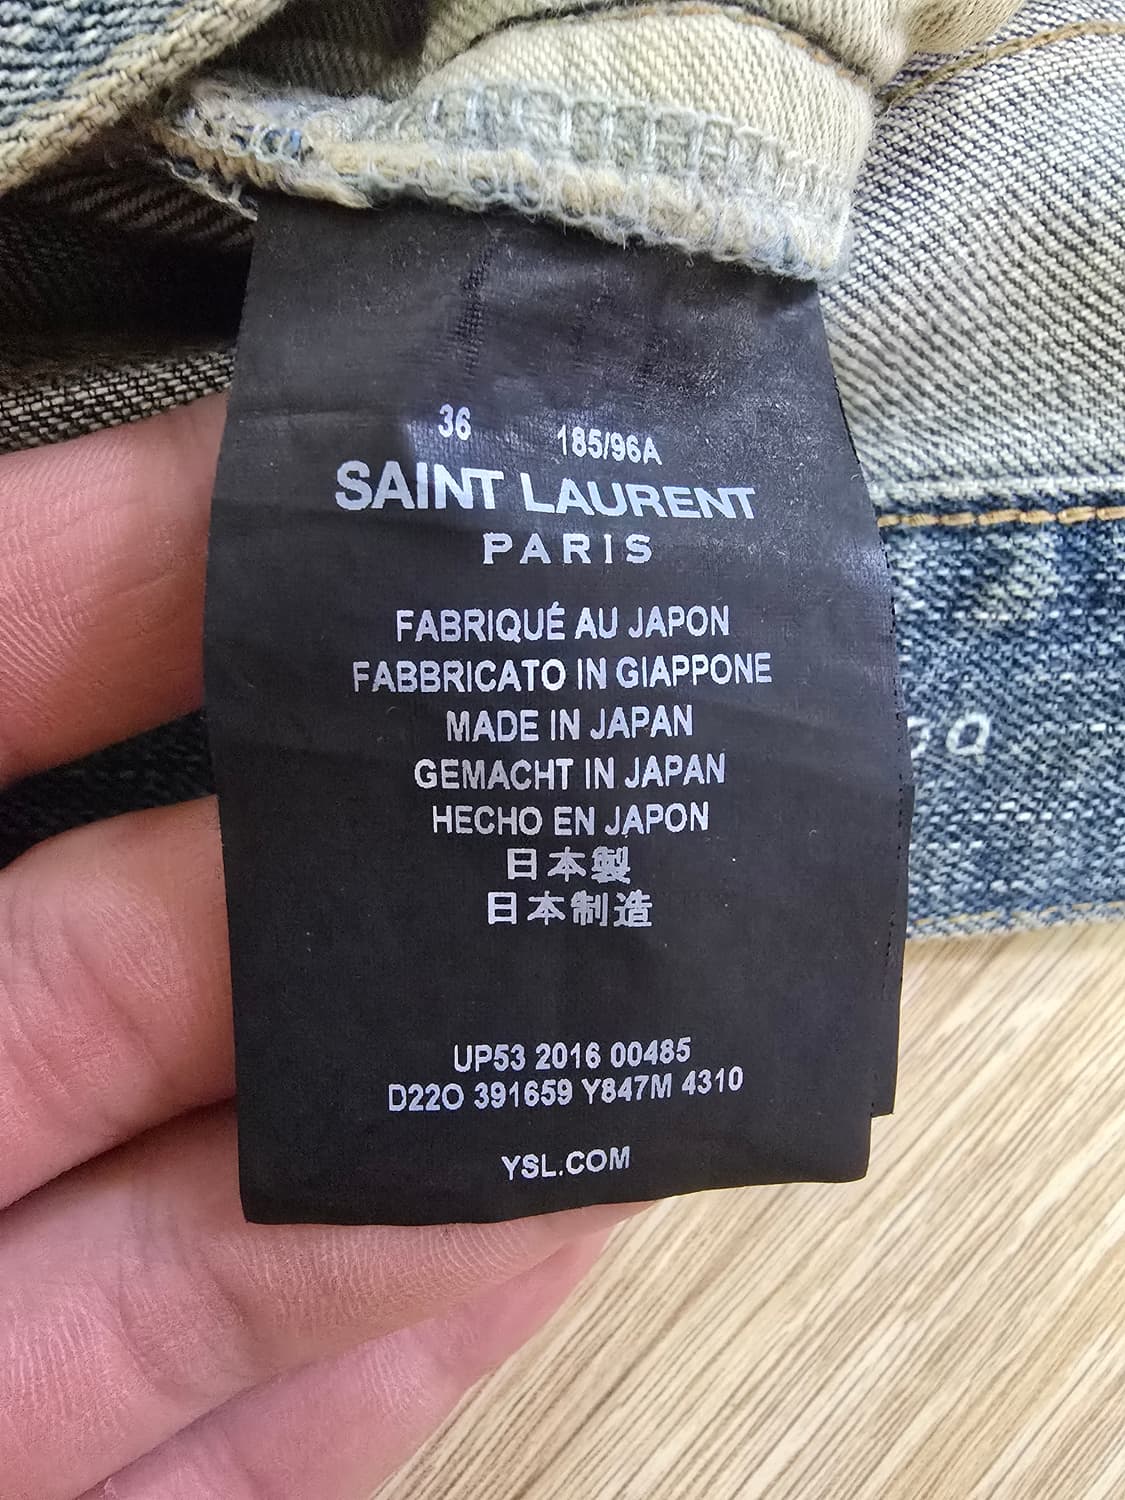 36 185/96A
SAINT LAURENT
PARIS
FABRIQUÉ AU JAPON
FABBRICATO IN GIAPPONE
MADE IN JAPAN
GEMACHT IN JAPAN
HECHO EN JAPON
日本製
日本制造
UP53 2016 00485
D22O 391659 Y847M 4310
YSL.COM